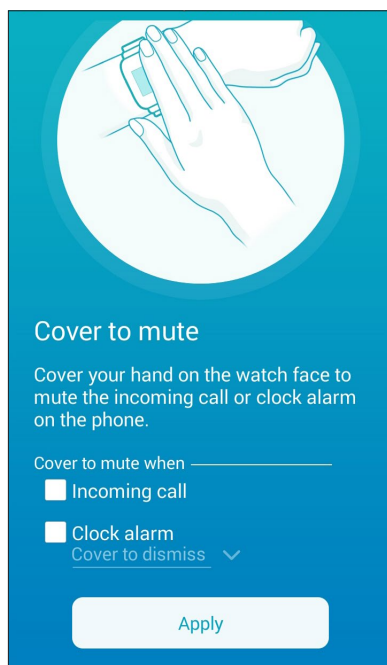 Cover to mute
Cover your hand on the watch face to
mute the incoming call or clock alarm
on the phone.
Cover to mute when
Incoming call
Clock alarm
Cover to dismiss
Apply